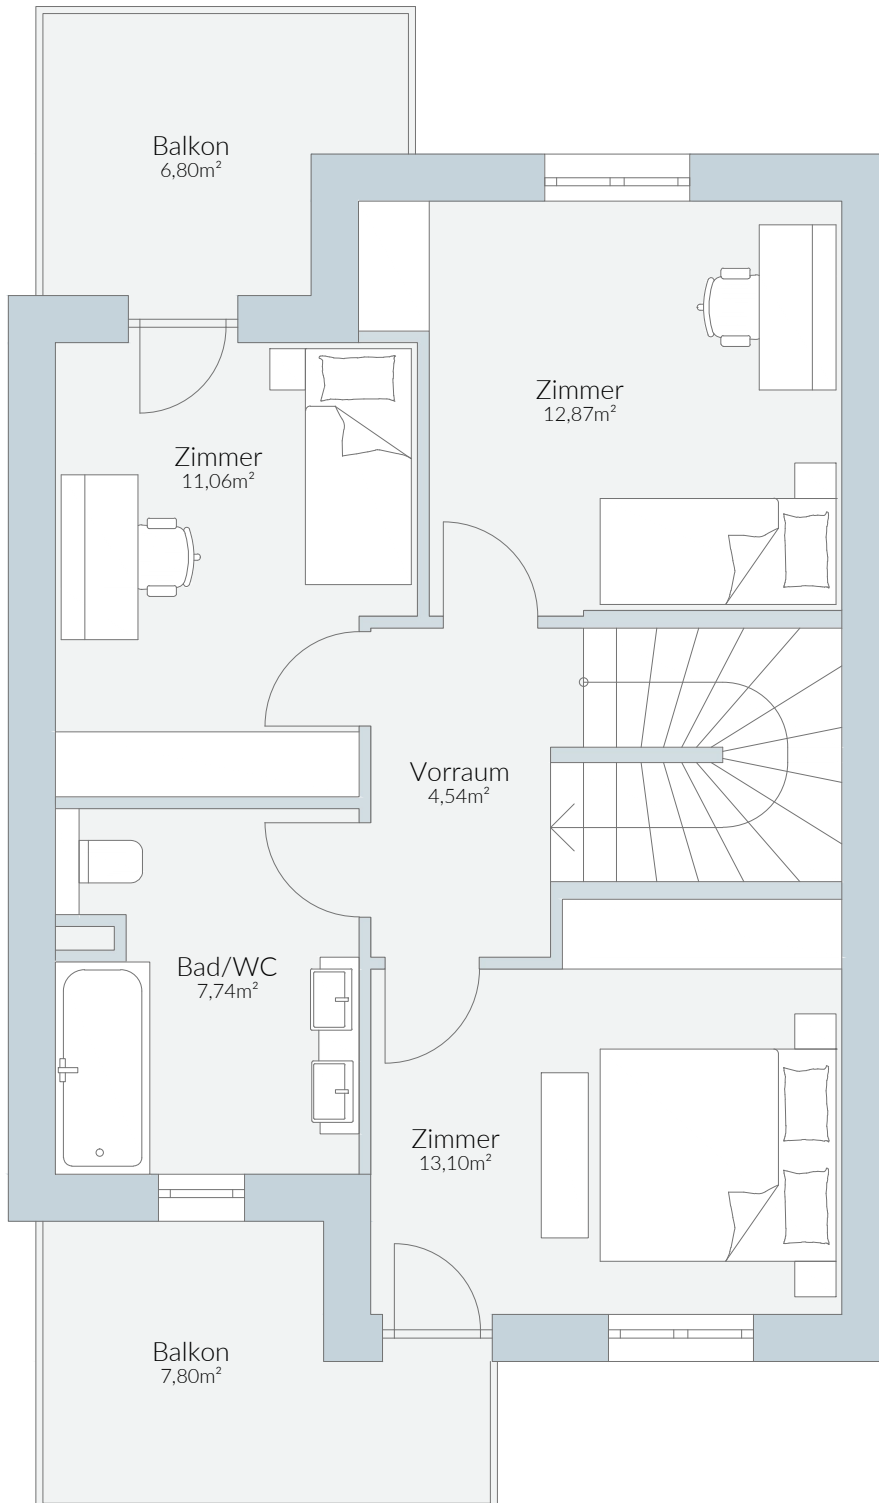 Balkon
6,80m²
Zimmer
12,87m²
Zimmer
11,06m²
Vorraum
4,54m²
Bad/WC
7,74m²
Zimmer
13,10m²
Balkon
7,80m²